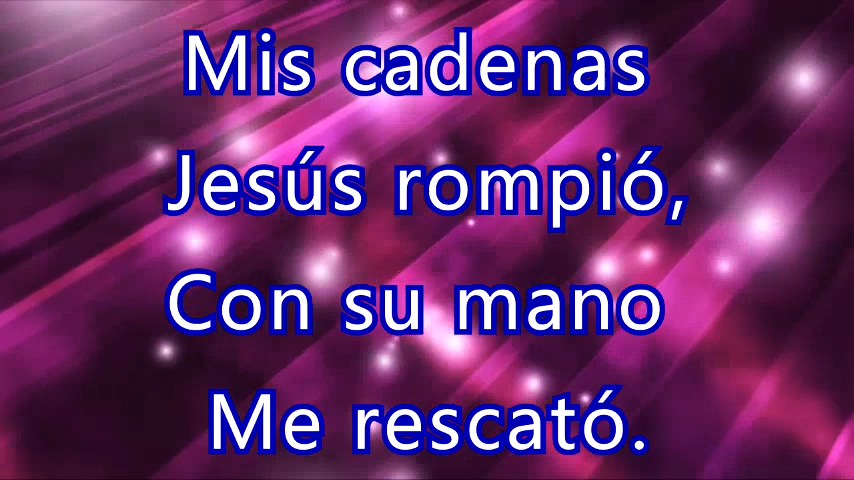 Mis cadenas
Jesús rompió,
Con su mano
Me rescató.